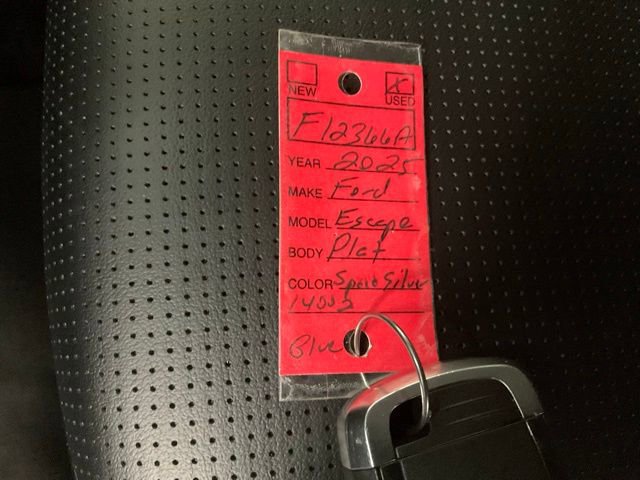 NEW
USED
F12366A
YEAR 2025
MAKE Ford
MODEL Escape
BODY Plat
COLOR Space Silver
Blue